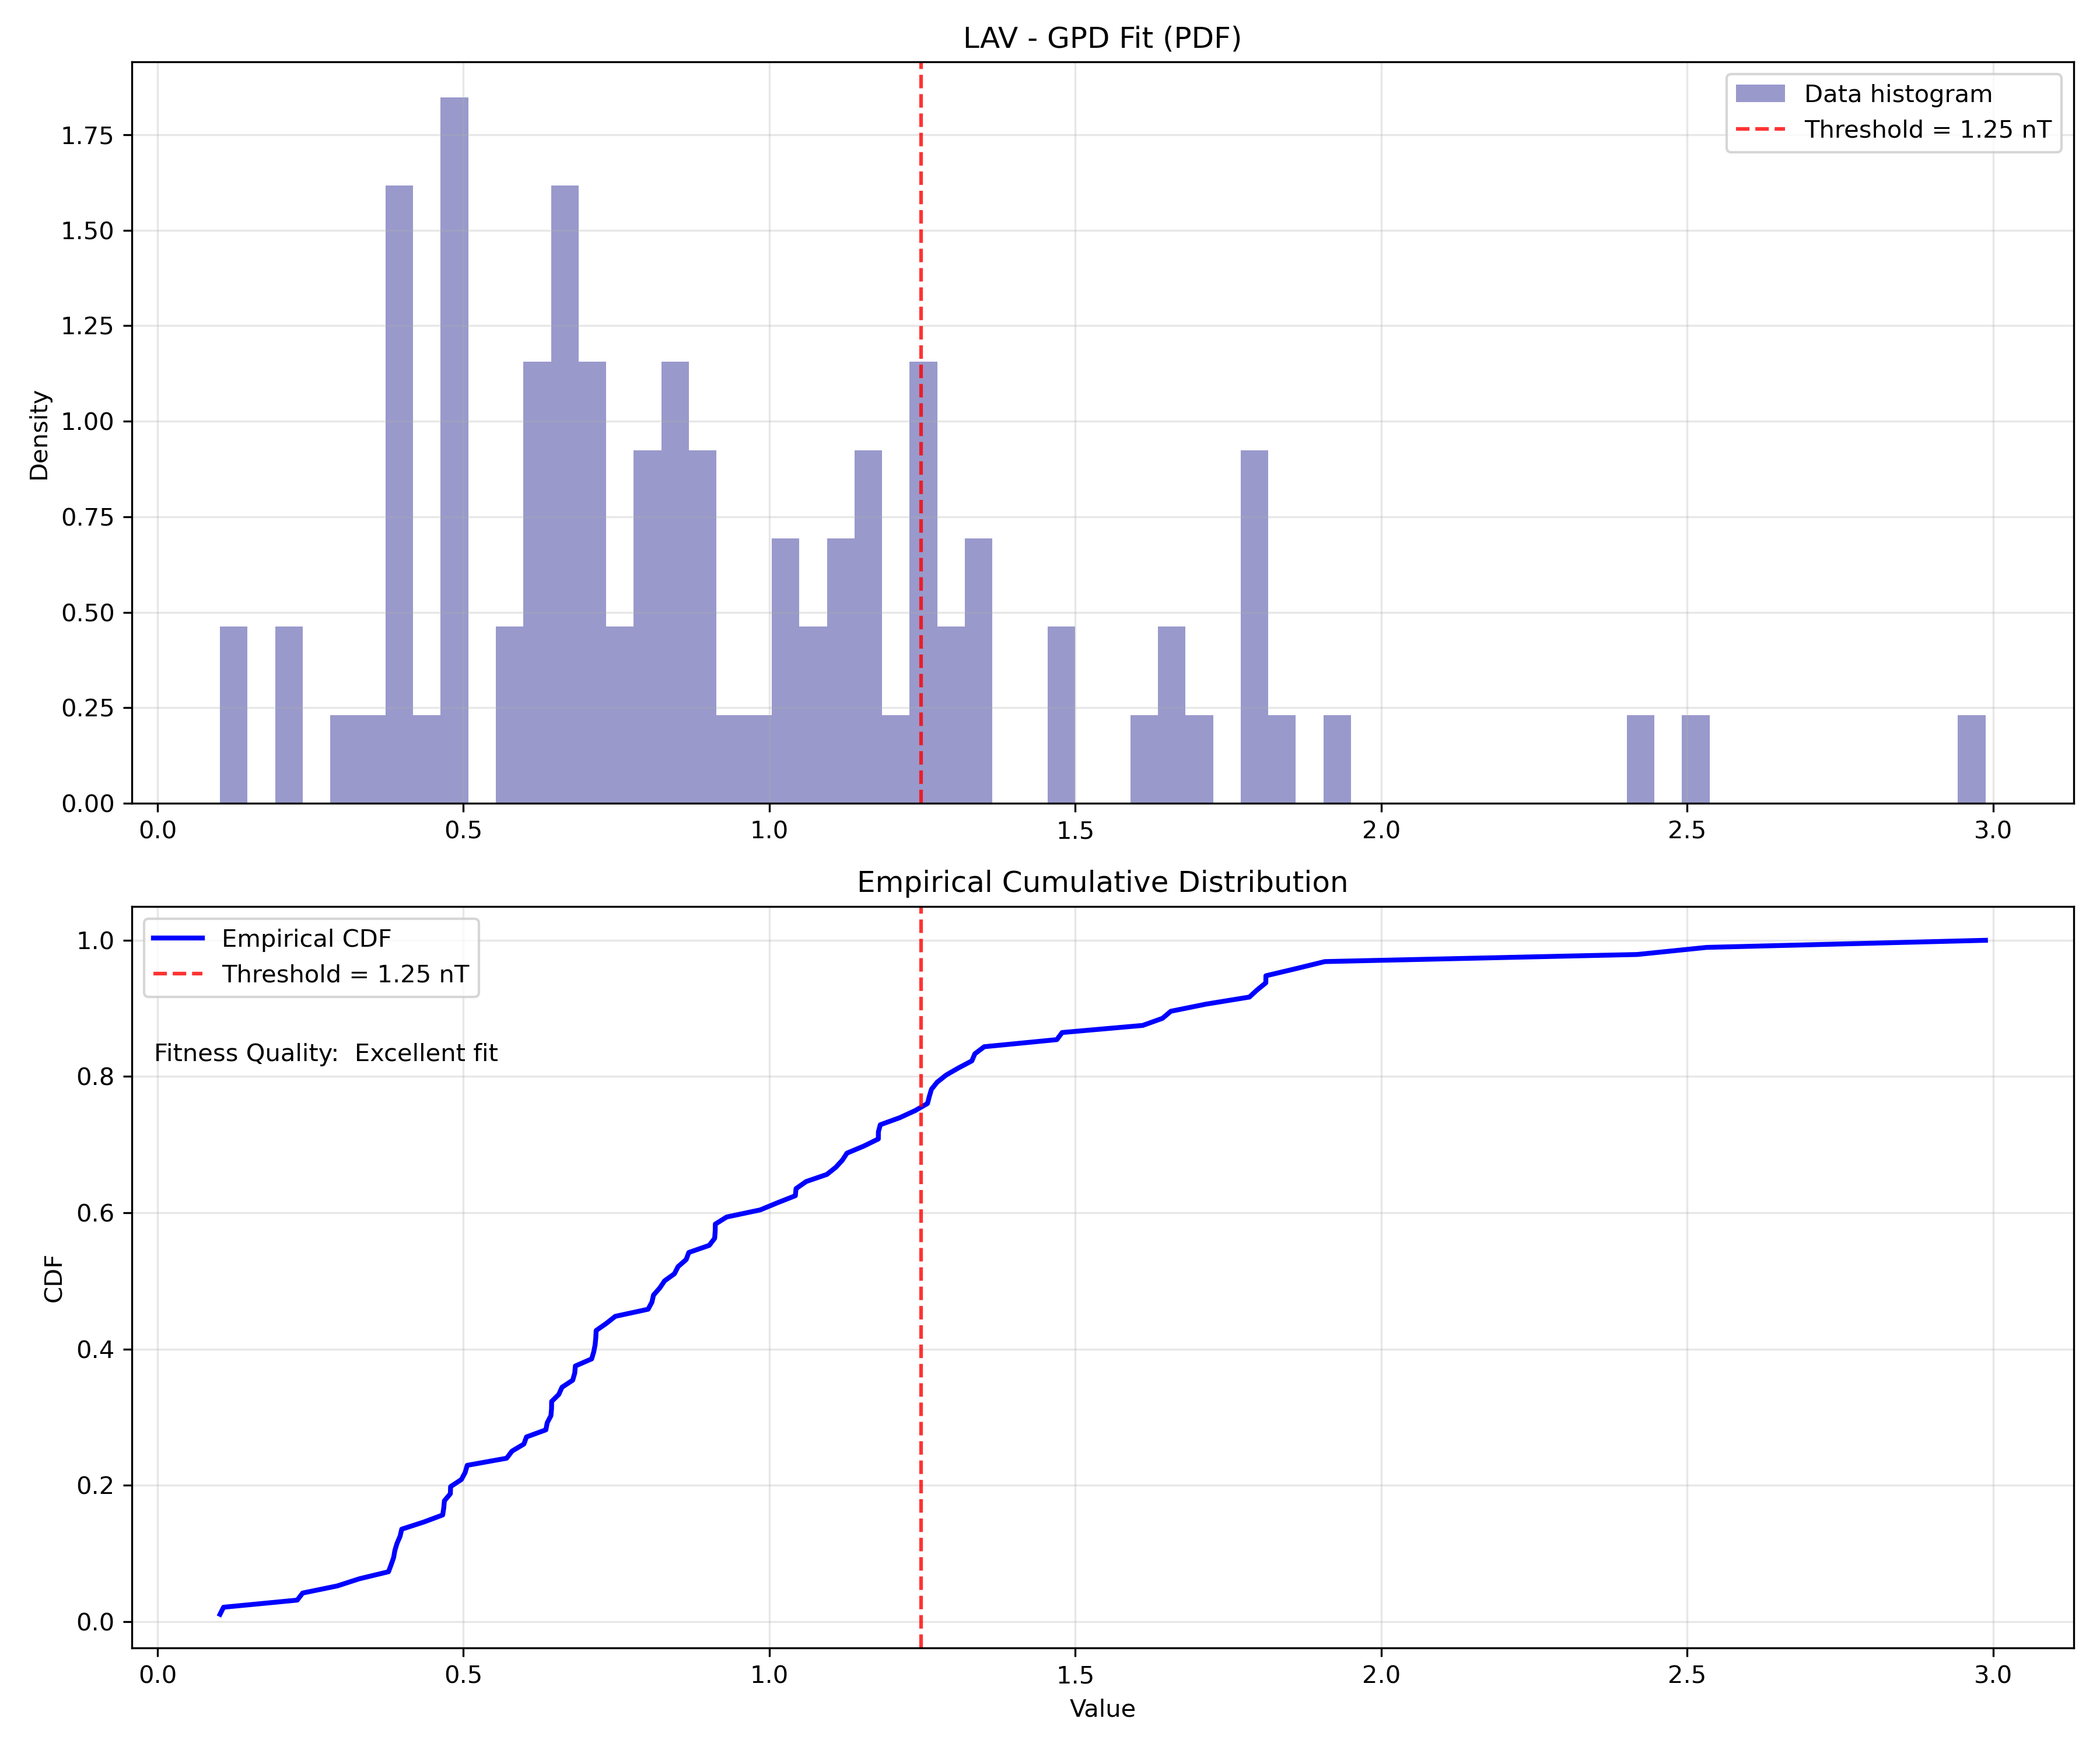 LAV - GPD Fit (PDF)
Data histogram
Threshold = 1.25 nT
Density
1.75
1.50
1.25
1.00
0.75
0.50
0.25
0.00
0.0 0.5 1.0 1.5 2.0 2.5 3.0
Empirical Cumulative Distribution
Empirical CDF
Threshold = 1.25 nT
Fitness Quality:  Excellent fit
CDF
1.0
0.8
0.6
0.4
0.2
0.0
0.0 0.5 1.0 1.5 2.0 2.5 3.0
Value